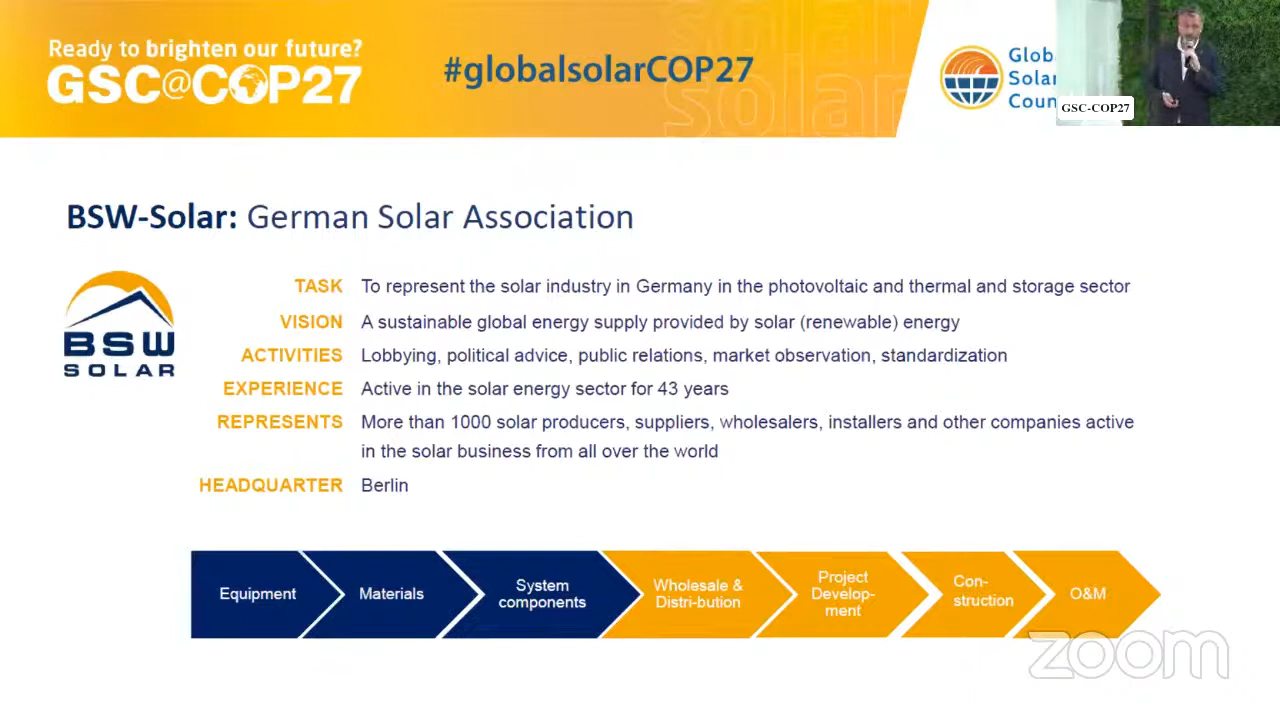 Ready to brighten our future?
GSC@COP27
#globalsolarCOP27
solar
solar
Globa
Solar
Coun
GSC-COP27
BSW-Solar: German Solar Association
BSW
SOLAR
TASK To represent the solar industry in Germany in the photovoltaic and thermal and storage sector
VISION A sustainable global energy supply provided by solar (renewable) energy
ACTIVITIES Lobbying, political advice, public relations, market observation, standardization
EXPERIENCE Active in the solar energy sector for 43 years
REPRESENTS More than 1000 solar producers, suppliers, wholesalers, installers and other companies active
in the solar business from all over the world
HEADQUARTER Berlin
Equipment
Materials
System
components
Wholesale &
Distri-bution
Project
Develop-
ment
Con-
struction
O&M
zoom